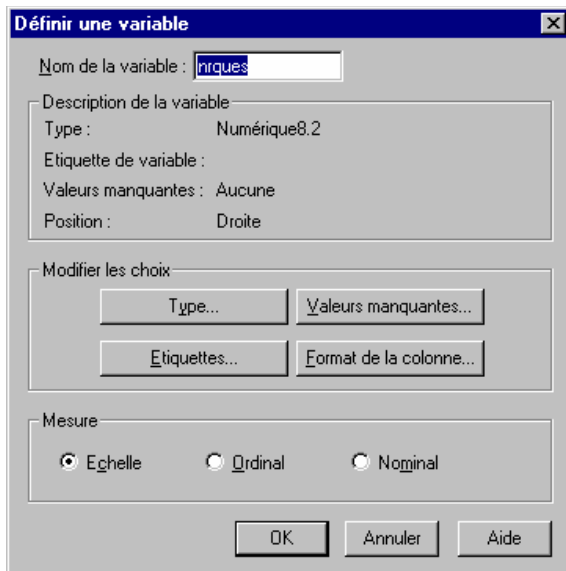 Définir une variable
Nom de la variable : nrques
Description de la variable
Type : Numérique8.2
Etiquette de variable :
Valeurs manquantes : Aucune
Position : Droite
Modifier les choix
Type... Valeurs manquantes...
Etiquettes... Format de la colonne...
Mesure
Echelle Ordinal Nominal
OK Annuler Aide